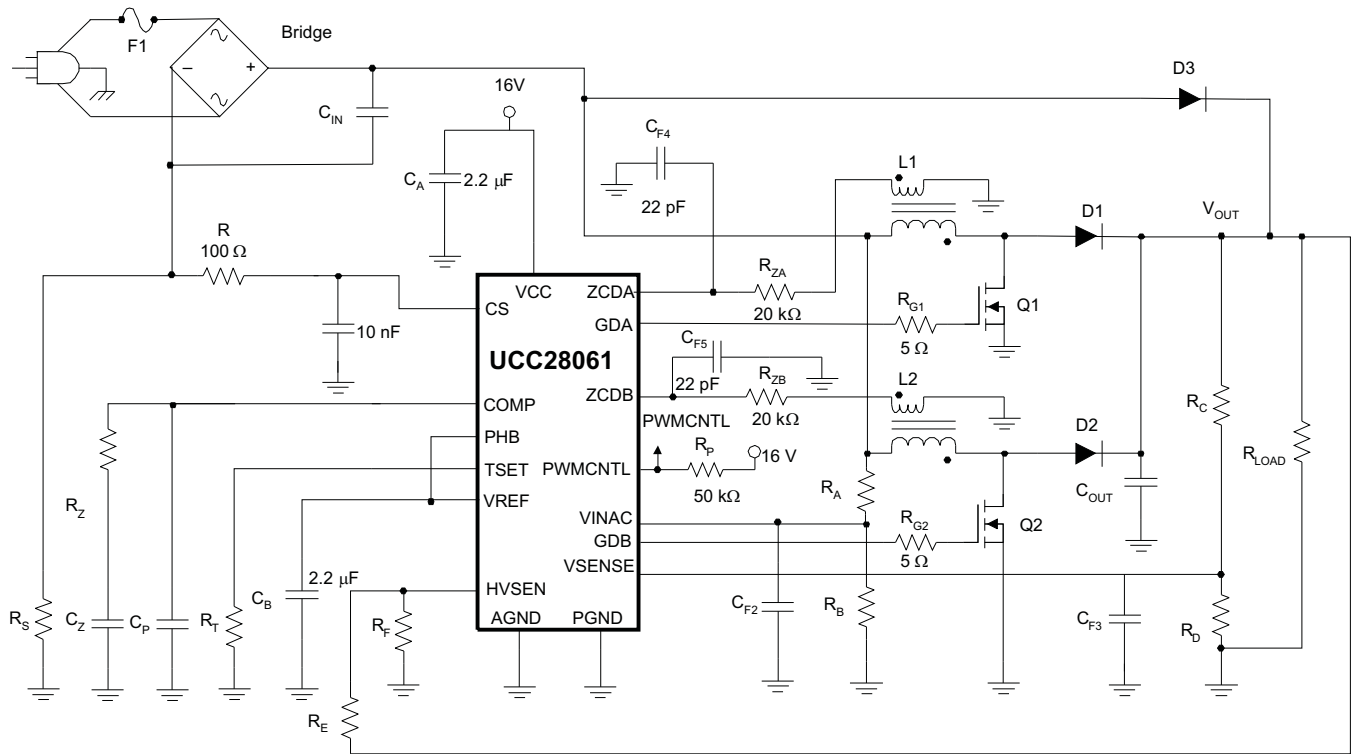 Bridge
F1
−
+
D3
16V
C_IN
C_F4
L1
C_A
2.2 μF
22 pF
D1
V_OUT
R
100 Ω
R_ZA
VCC
ZCDA
20 kΩ
Q1
CS
GDA
R_G1
5 Ω
10 nF
C_F5
UCC28061
22 pF
R_ZB
L2
ZCDB
20 kΩ
R_C
COMP
PWMCNTL
D2
PHB
R_P
16 V
R_LOAD
TSET
PWMCNTL
50 kΩ
R_A
C_OUT
R_Z
VREF
VINAC
R_G2
Q2
GDB
5 Ω
VSENSE
2.2 μF
HVSEN
C_B
R_S
C_Z
C_P
R_T
R_F
AGND
PGND
C_F2
R_B
C_F3
R_D
R_E